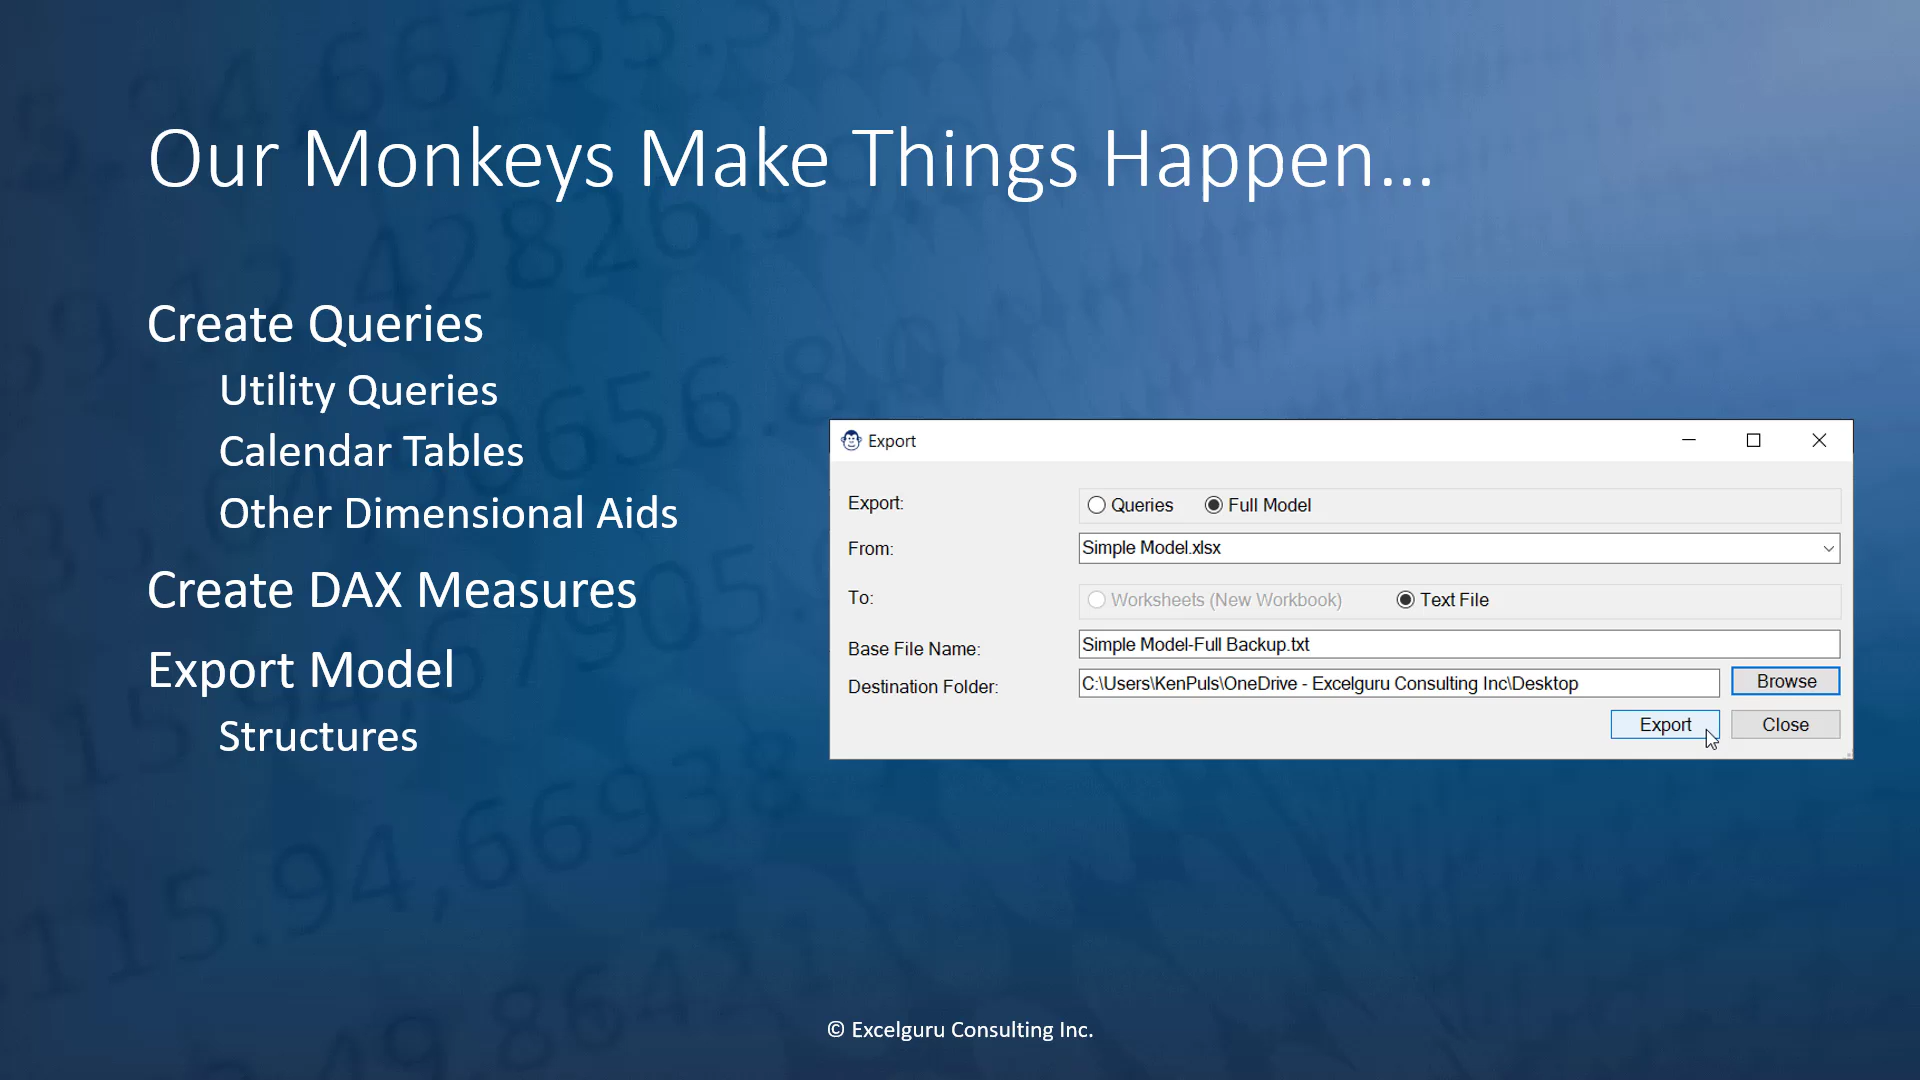 Our Monkeys Make Things Happen...
Create Queries
Utility Queries
Calendar Tables
Other Dimensional Aids
Create DAX Measures
Export Model
Structures
Export
Export:
Queries
Full Model
From:
Simple Model.xlsx
To:
Worksheets (New Workbook)
Text File
Base File Name:
Simple Model-Full Backup.txt
Destination Folder:
C:\Users\KenPuls\OneDrive - Excelguru Consulting Inc\Desktop
Browse
Export
Close
© Excelguru Consulting Inc.